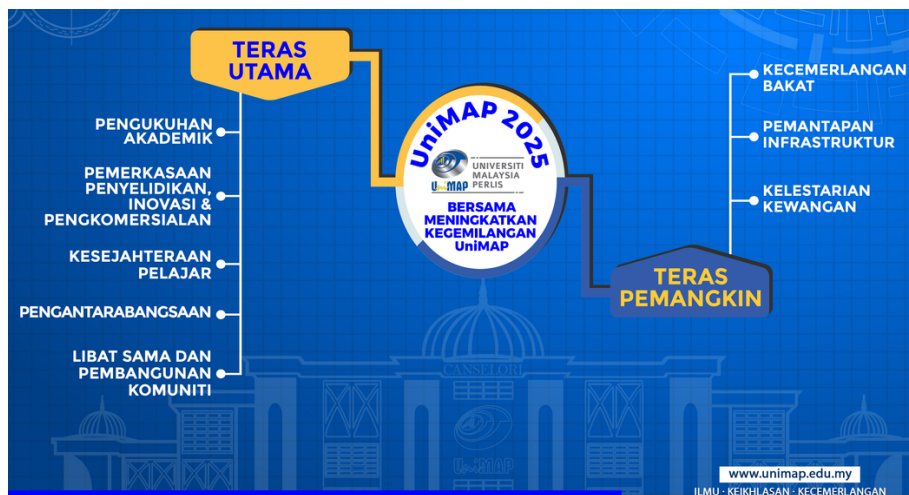 TERAS
UTAMA
PENGUKUHAN
AKADEMIK
PEMERKASAAN
PENYELIDIKAN,
INOVASI &
PENGKOMERSIALAN
KESEJAHTERAAN
PELAJAR
PENGANTARABANGSAAN
LIBAT SAMA DAN
PEMBANGUNAN
KOMUNITI
UniMAP 2025
UniMAP
UNIVERSITI
MALAYSIA
PERLIS
BERSAMA
MENINGKATKAN
KEGEMILANGAN
UniMAP
KECEMERLANGAN
BAKAT
PEMANTAPAN
INFRASTRUKTUR
KELESTARIAN
KEWANGAN
TERAS
PEMANGKIN
CANSELORI
UniMAP
www.unimap.edu.my
ILMU · KEIKHLASAN · KECEMERLANGAN